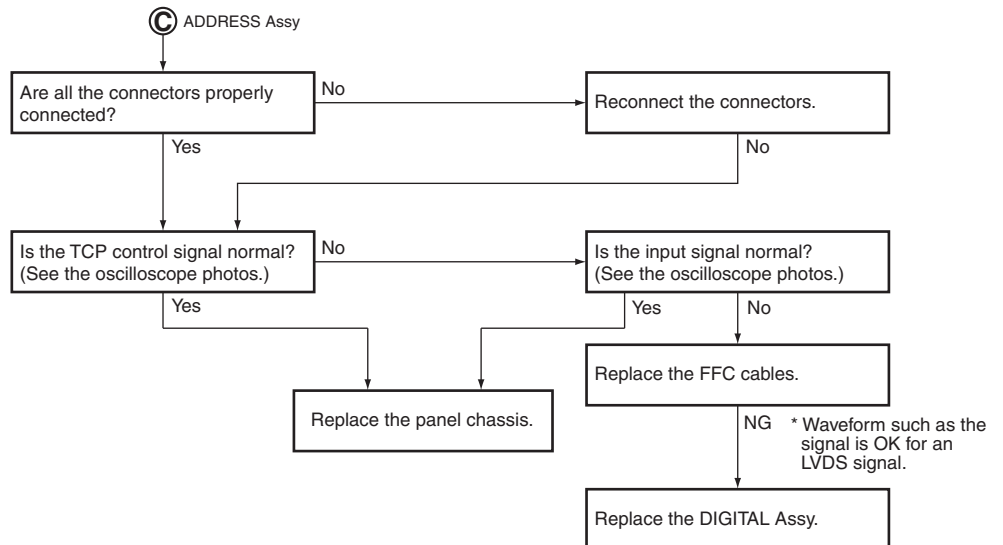 C ADDRESS Assy
Are all the connectors properly
connected?
No
Reconnect the connectors.
Yes
No
Is the TCP control signal normal?
(See the oscilloscope photos.)
No
Is the input signal normal?
(See the oscilloscope photos.)
Yes
Yes
No
Replace the panel chassis.
Replace the FFC cables.
NG
* Waveform such as the
signal is OK for an
LVDS signal.
Replace the DIGITAL Assy.